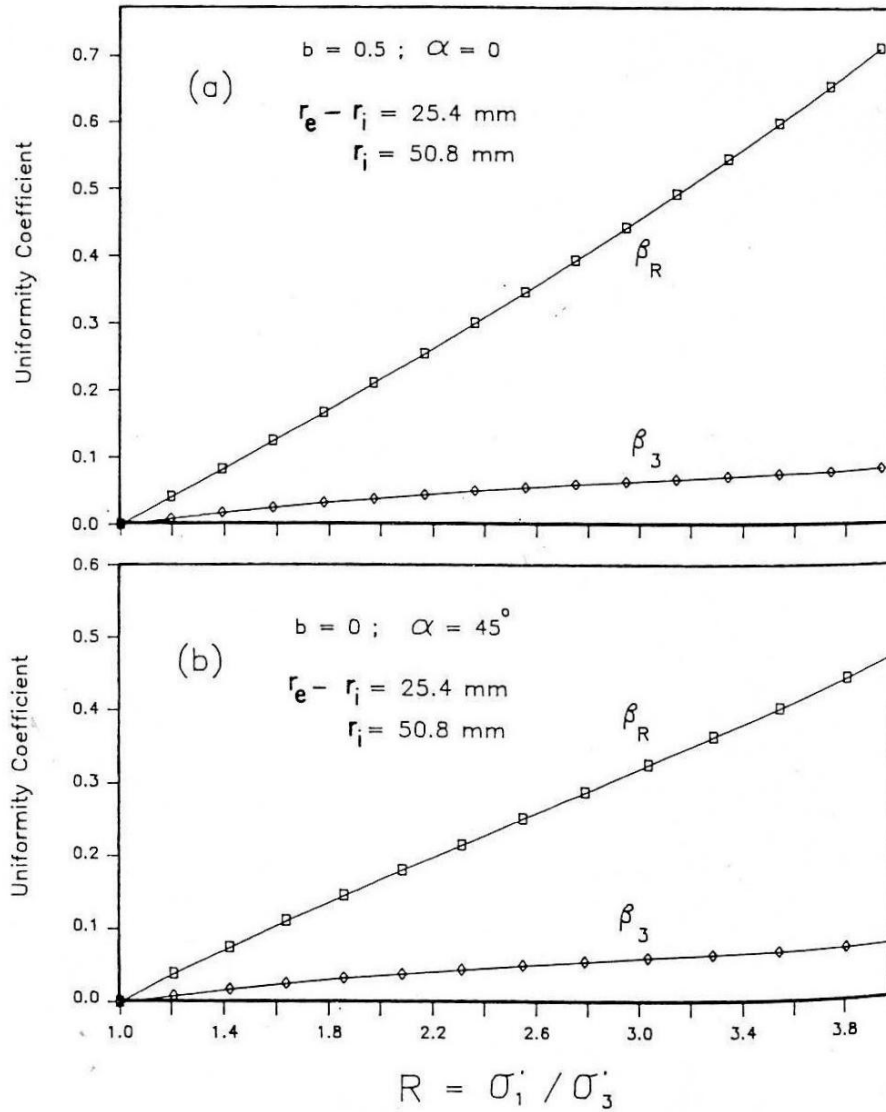 0.7
0.6
0.5
0.4
0.3
0.2
0.1
0.0
Uniformity Coefficient
(a)
b = 0.5 ; α = 0
r_e − r_i = 25.4 mm
r_i = 50.8 mm
β_R
β_3
0.6
0.5
0.4
0.3
0.2
0.1
0.0
Uniformity Coefficient
(b)
b = 0 ; α = 45°
r_e − r_i = 25.4 mm
r_i = 50.8 mm
β_R
β_3
1.0 1.4 1.8 2.2 2.6 3.0 3.4 3.8
R = σ₁' / σ₃'